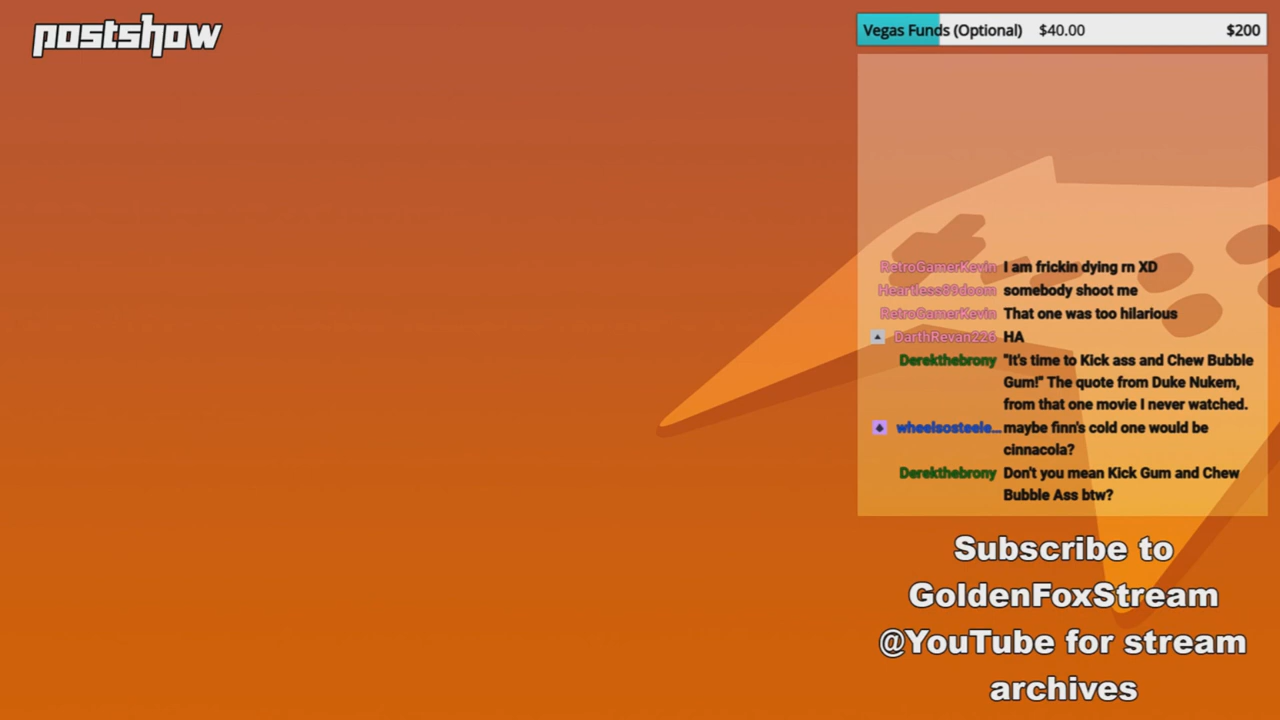 postshow
Vegas Funds (Optional) $40.00 $200
RetroGamerKevin I am frickin dying rn XD
Heartless89doom somebody shoot me
RetroGamerKevin That one was too hilarious
DarthRevan226 HA
Derekthebrony "It's time to Kick ass and Chew Bubble
Gum!" The quote from Duke Nukem,
from that one movie I never watched.
wheelsosteele... maybe finn's cold one would be
cinnacola?
Derekthebrony Don't you mean Kick Gum and Chew
Bubble Ass btw?
Subscribe to
GoldenFoxStream
@YouTube for stream
archives